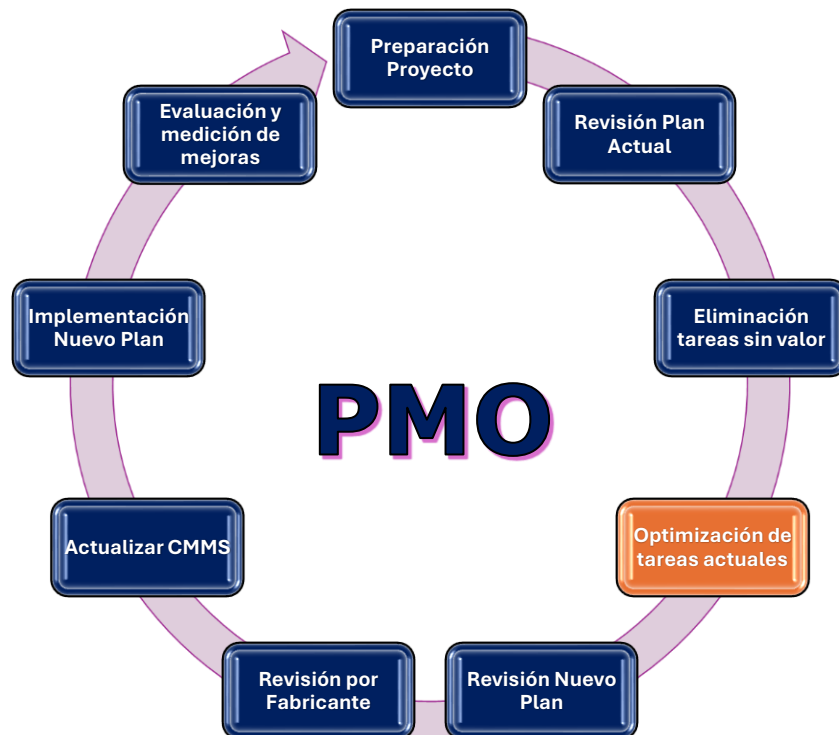 Preparación
Proyecto
Revisión Plan
Actual
Eliminación
tareas sin valor
Optimización de
tareas actuales
Revisión Nuevo
Plan
Revisión por
Fabricante
Actualizar CMMS
Implementación
Nuevo Plan
Evaluación y
medición de
mejoras
PMO